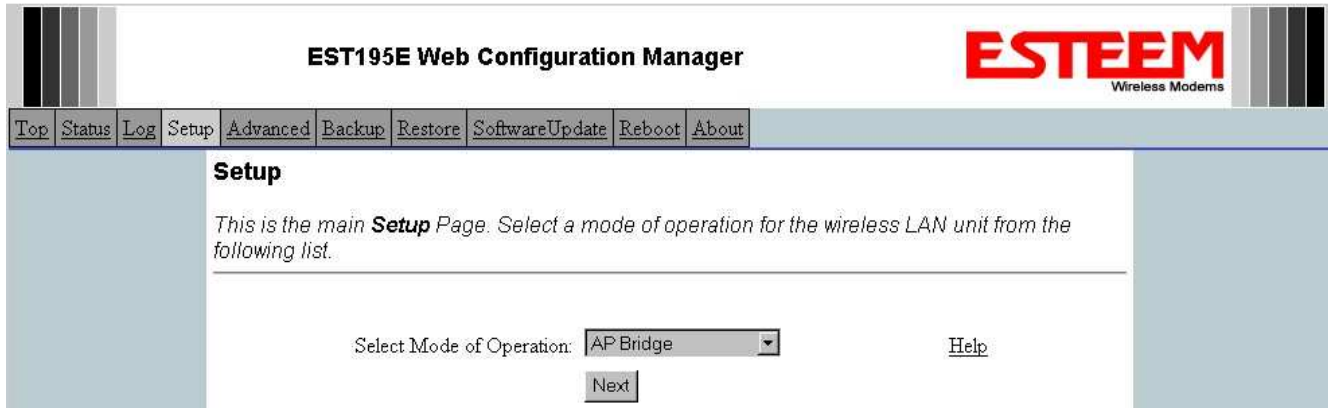 EST195E Web Configuration Manager
ESTEEM
Wireless Modems
Top Status Log Setup Advanced Backup Restore SoftwareUpdate Reboot About
Setup
This is the main Setup Page. Select a mode of operation for the wireless LAN unit from the
following list.
Select Mode of Operation: AP Bridge Help
Next